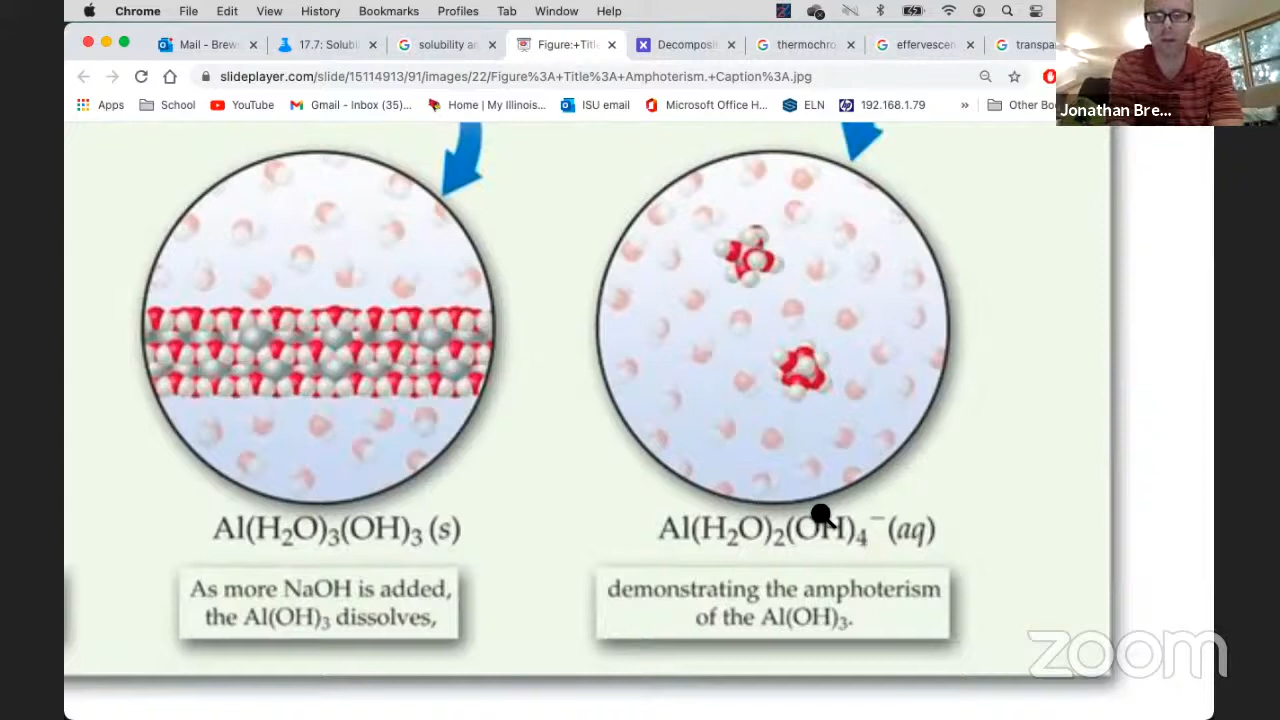 Chrome File Edit View History Bookmarks Profiles Tab Window Help
Mail - Brew
17.7: Solubi
solubility a
Figure:+Title
Decomposi
thermochro
effervescen
transpa
slideplayer.com/slide/15114913/91/images/22/Figure%3A+Title%3A+Amphoterism.+Caption%3A.jpg
Apps School YouTube Gmail - Inbox (35)... Home | My Illinois... ISU email Microsoft Office H... ELN 192.168.1.79 » Other Bo
Jonathan Bre...
Al(H₂O)₃(OH)₃ (s)
Al(H₂O)₂(OH)₄⁻(aq)
As more NaOH is added,
the Al(OH)₃ dissolves,
demonstrating the amphoterism
of the Al(OH)₃.
zoom